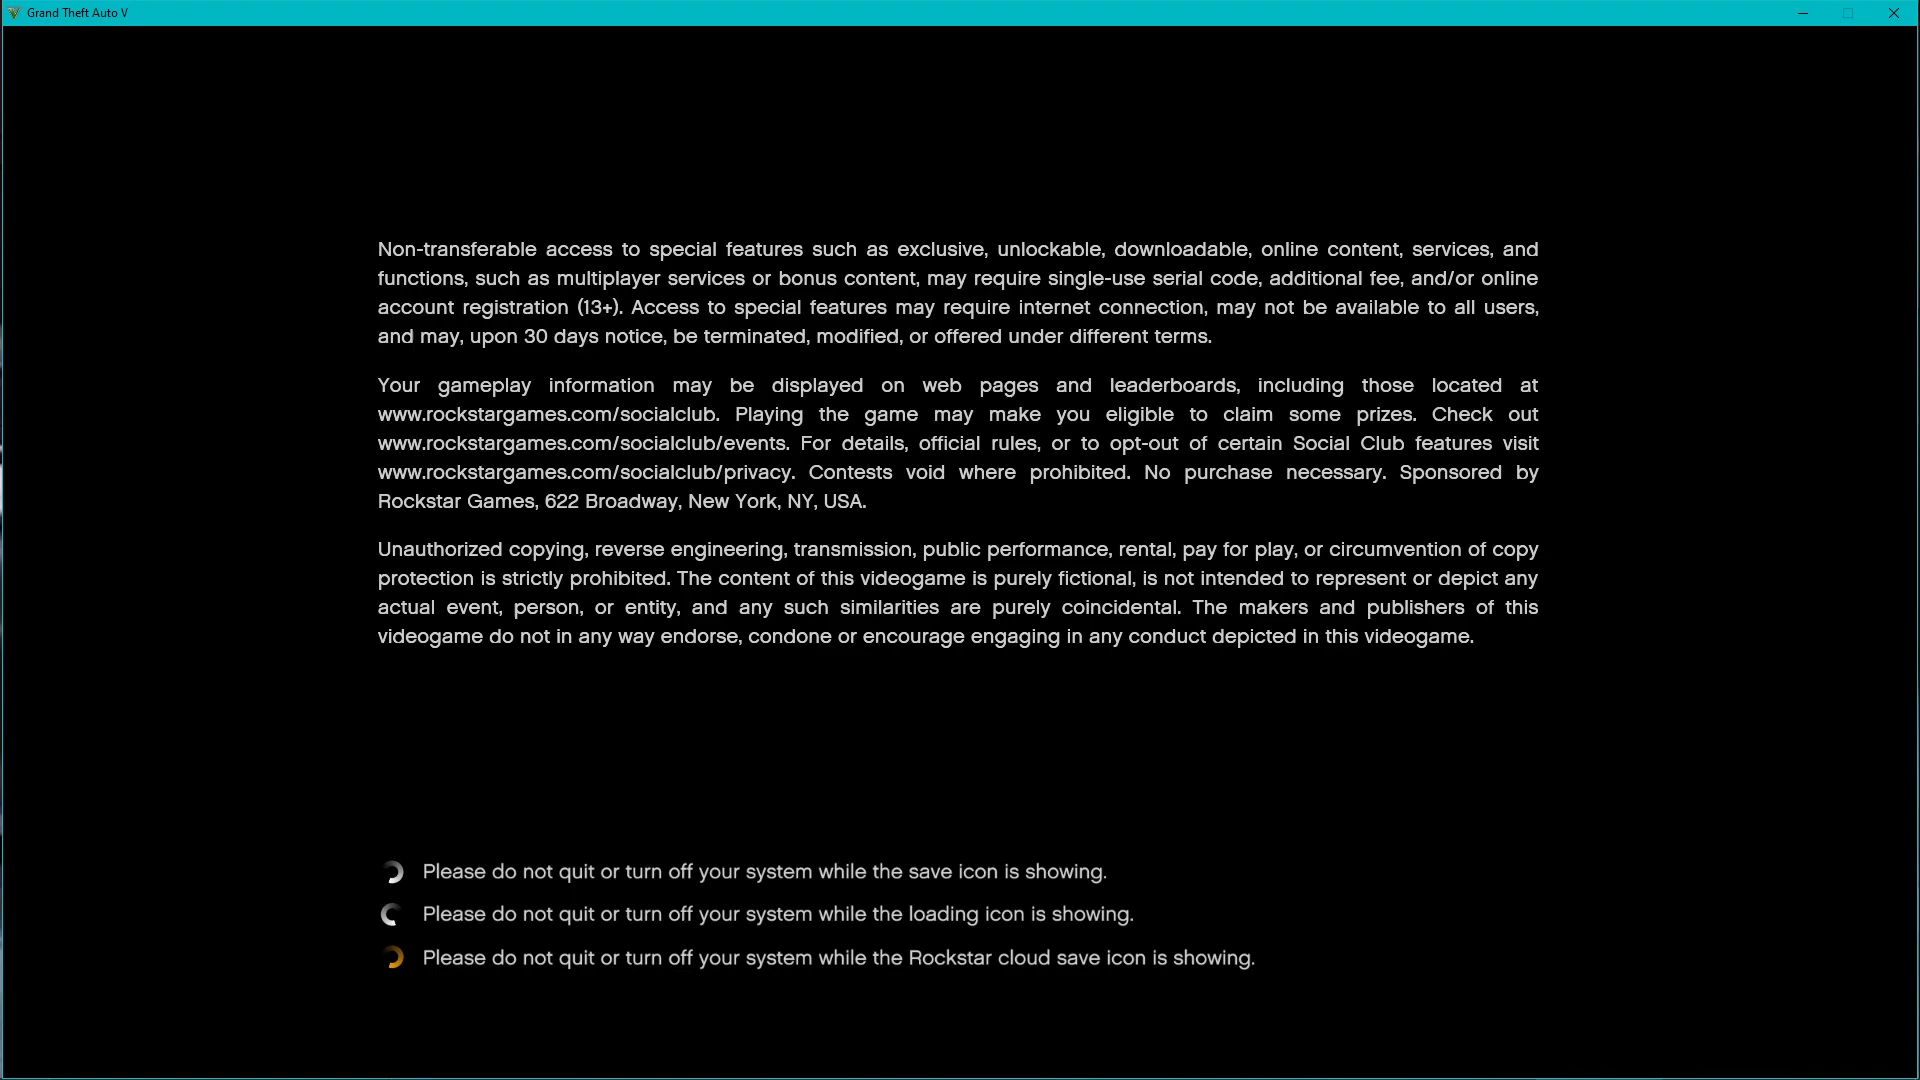 Grand Theft Auto V
Non-transferable access to special features such as exclusive, unlockable, downloadable, online content, services, and
functions, such as multiplayer services or bonus content, may require single-use serial code, additional fee, and/or online
account registration (13+). Access to special features may require internet connection, may not be available to all users,
and may, upon 30 days notice, be terminated, modified, or offered under different terms.
Your gameplay information may be displayed on web pages and leaderboards, including those located at
www.rockstargames.com/socialclub. Playing the game may make you eligible to claim some prizes. Check out
www.rockstargames.com/socialclub/events. For details, official rules, or to opt-out of certain Social Club features visit
www.rockstargames.com/socialclub/privacy. Contests void where prohibited. No purchase necessary. Sponsored by
Rockstar Games, 622 Broadway, New York, NY, USA.
Unauthorized copying, reverse engineering, transmission, public performance, rental, pay for play, or circumvention of copy
protection is strictly prohibited. The content of this videogame is purely fictional, is not intended to represent or depict any
actual event, person, or entity, and any such similarities are purely coincidental. The makers and publishers of this
videogame do not in any way endorse, condone or encourage engaging in any conduct depicted in this videogame.
Please do not quit or turn off your system while the save icon is showing.
Please do not quit or turn off your system while the loading icon is showing.
Please do not quit or turn off your system while the Rockstar cloud save icon is showing.